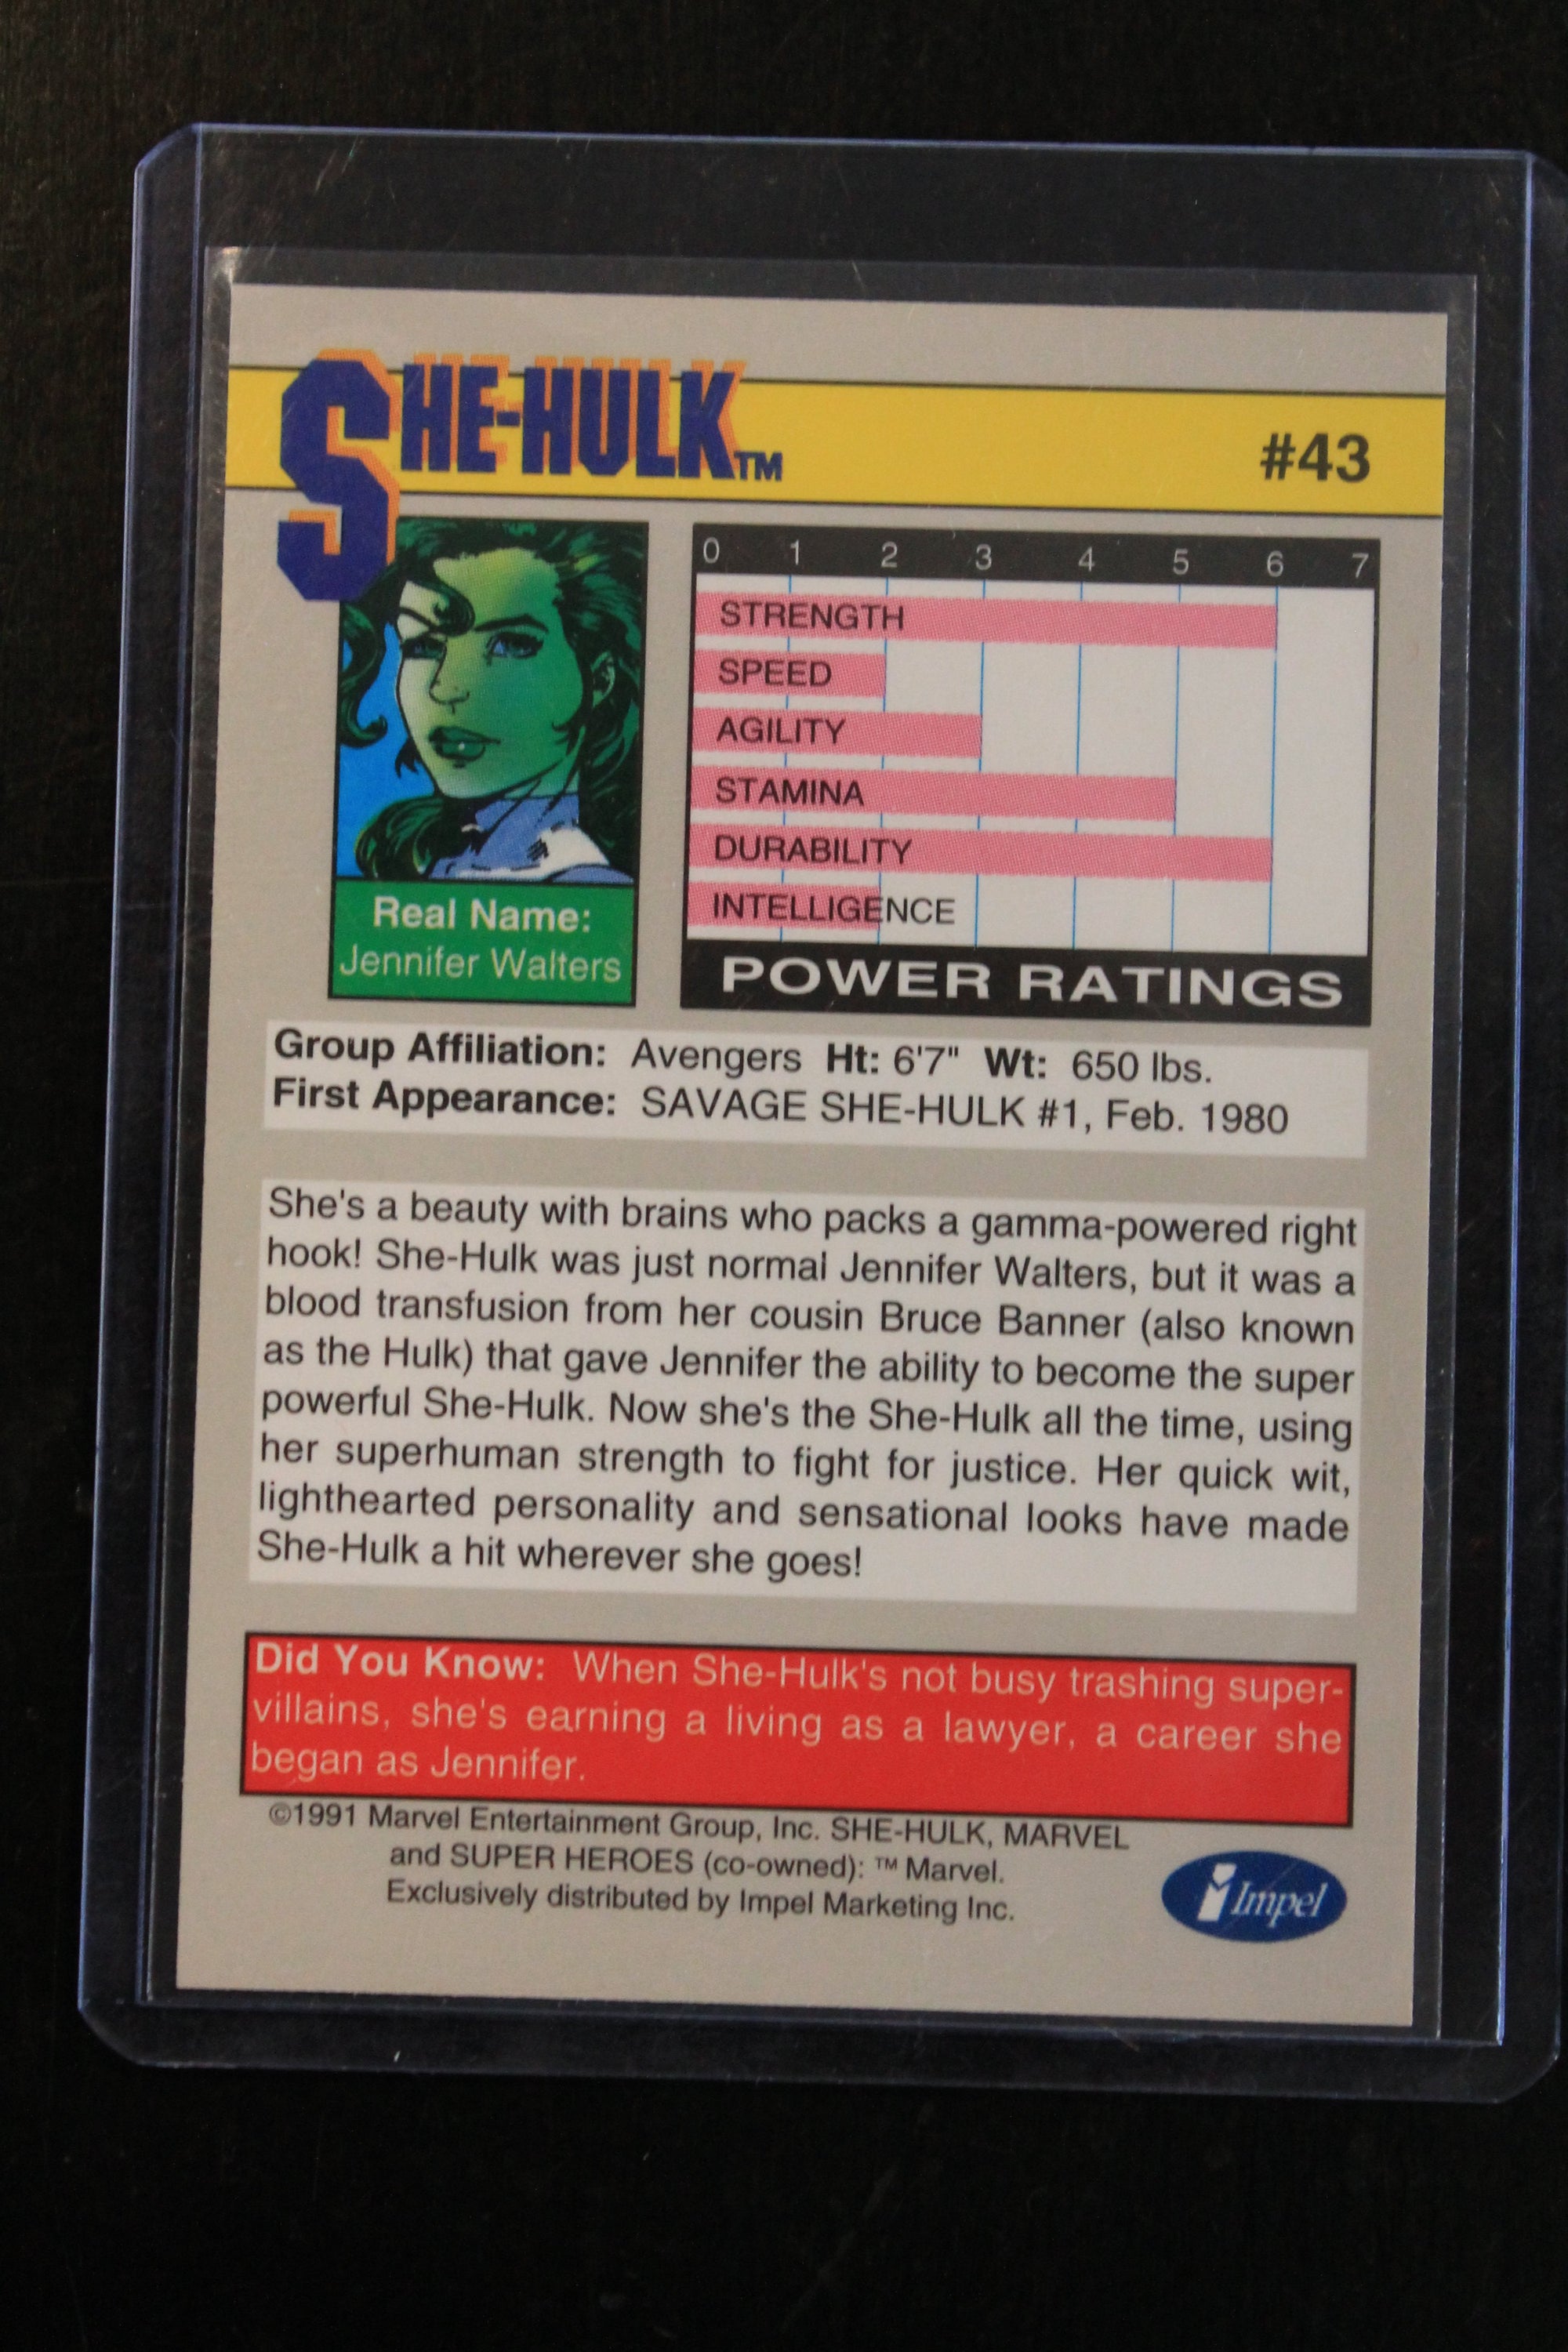 SHE-HULK™
#43
0 1 2 3 4 5 6 7
STRENGTH
SPEED
AGILITY
STAMINA
DURABILITY
INTELLIGENCE
POWER RATINGS
Real Name:
Jennifer Walters
Group Affiliation: Avengers Ht: 6'7" Wt: 650 lbs.
First Appearance: SAVAGE SHE-HULK #1, Feb. 1980
She's a beauty with brains who packs a gamma-powered right
hook! She-Hulk was just normal Jennifer Walters, but it was a
blood transfusion from her cousin Bruce Banner (also known
as the Hulk) that gave Jennifer the ability to become the super
powerful She-Hulk. Now she's the She-Hulk all the time, using
her superhuman strength to fight for justice. Her quick wit,
lighthearted personality and sensational looks have made
She-Hulk a hit wherever she goes!
Did You Know: When She-Hulk's not busy trashing super-
villains, she's earning a living as a lawyer, a career she
began as Jennifer.
©1991 Marvel Entertainment Group, Inc. SHE-HULK, MARVEL
and SUPER HEROES (co-owned): ™ Marvel.
Exclusively distributed by Impel Marketing Inc.
Impel